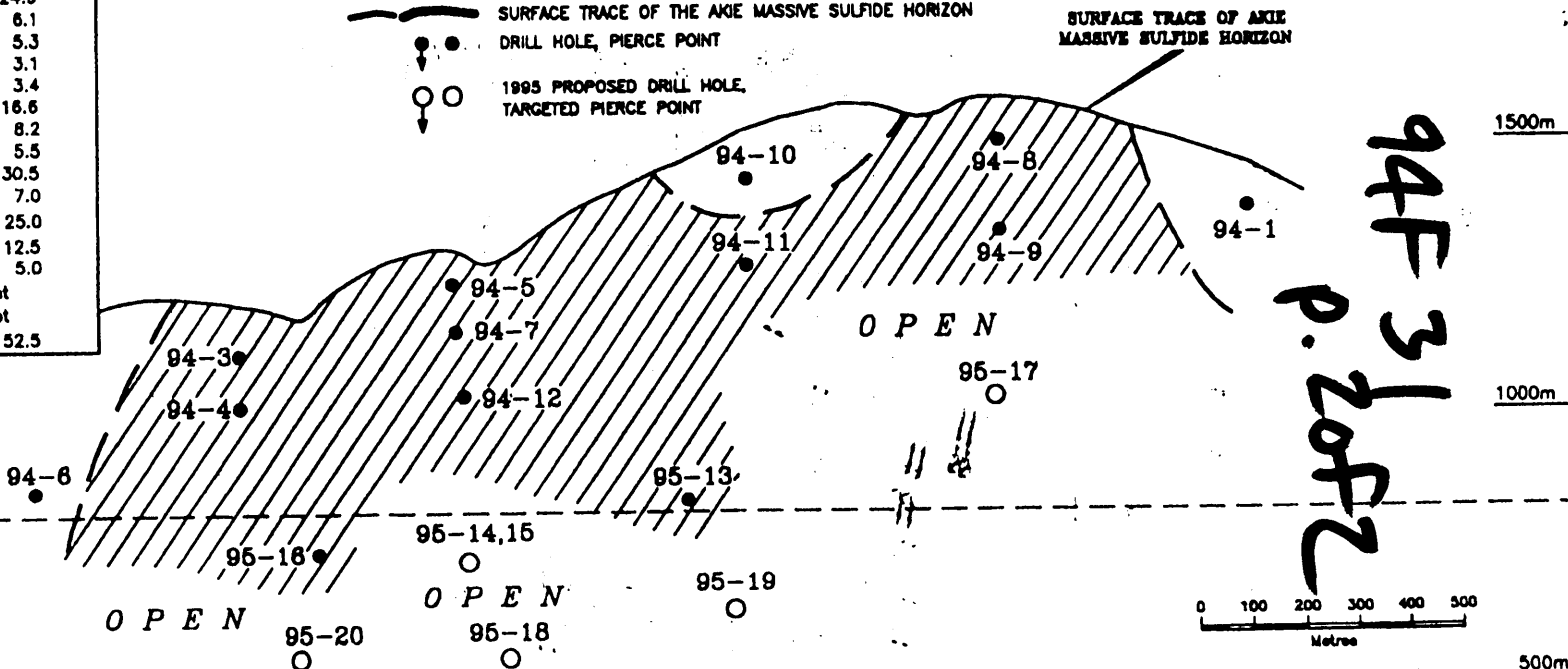 6.1
5.3
3.1
3.4
16.6
8.2
5.5
30.5
7.0
25.0
12.5
5.0
52.5
SURFACE TRACE OF THE AKIE MASSIVE SULFIDE HORIZON
DRILL HOLE, PIERCE POINT
1995 PROPOSED DRILL HOLE,
TARGETED PIERCE POINT
SURFACE TRACE OF AKIE
MASSIVE SULFIDE HORIZON
1500m
94-10
94-8
94-1
94-11
94-9
94-5
94-7
OPEN
94-3
94-12
94-4
95-17
1000m
94-6
95-13
95-14,15
95-16
95-19
OPEN
OPEN
95-20
95-18
0 100 200 300 400 500
Metres
500m
94F 31
p. 2of2